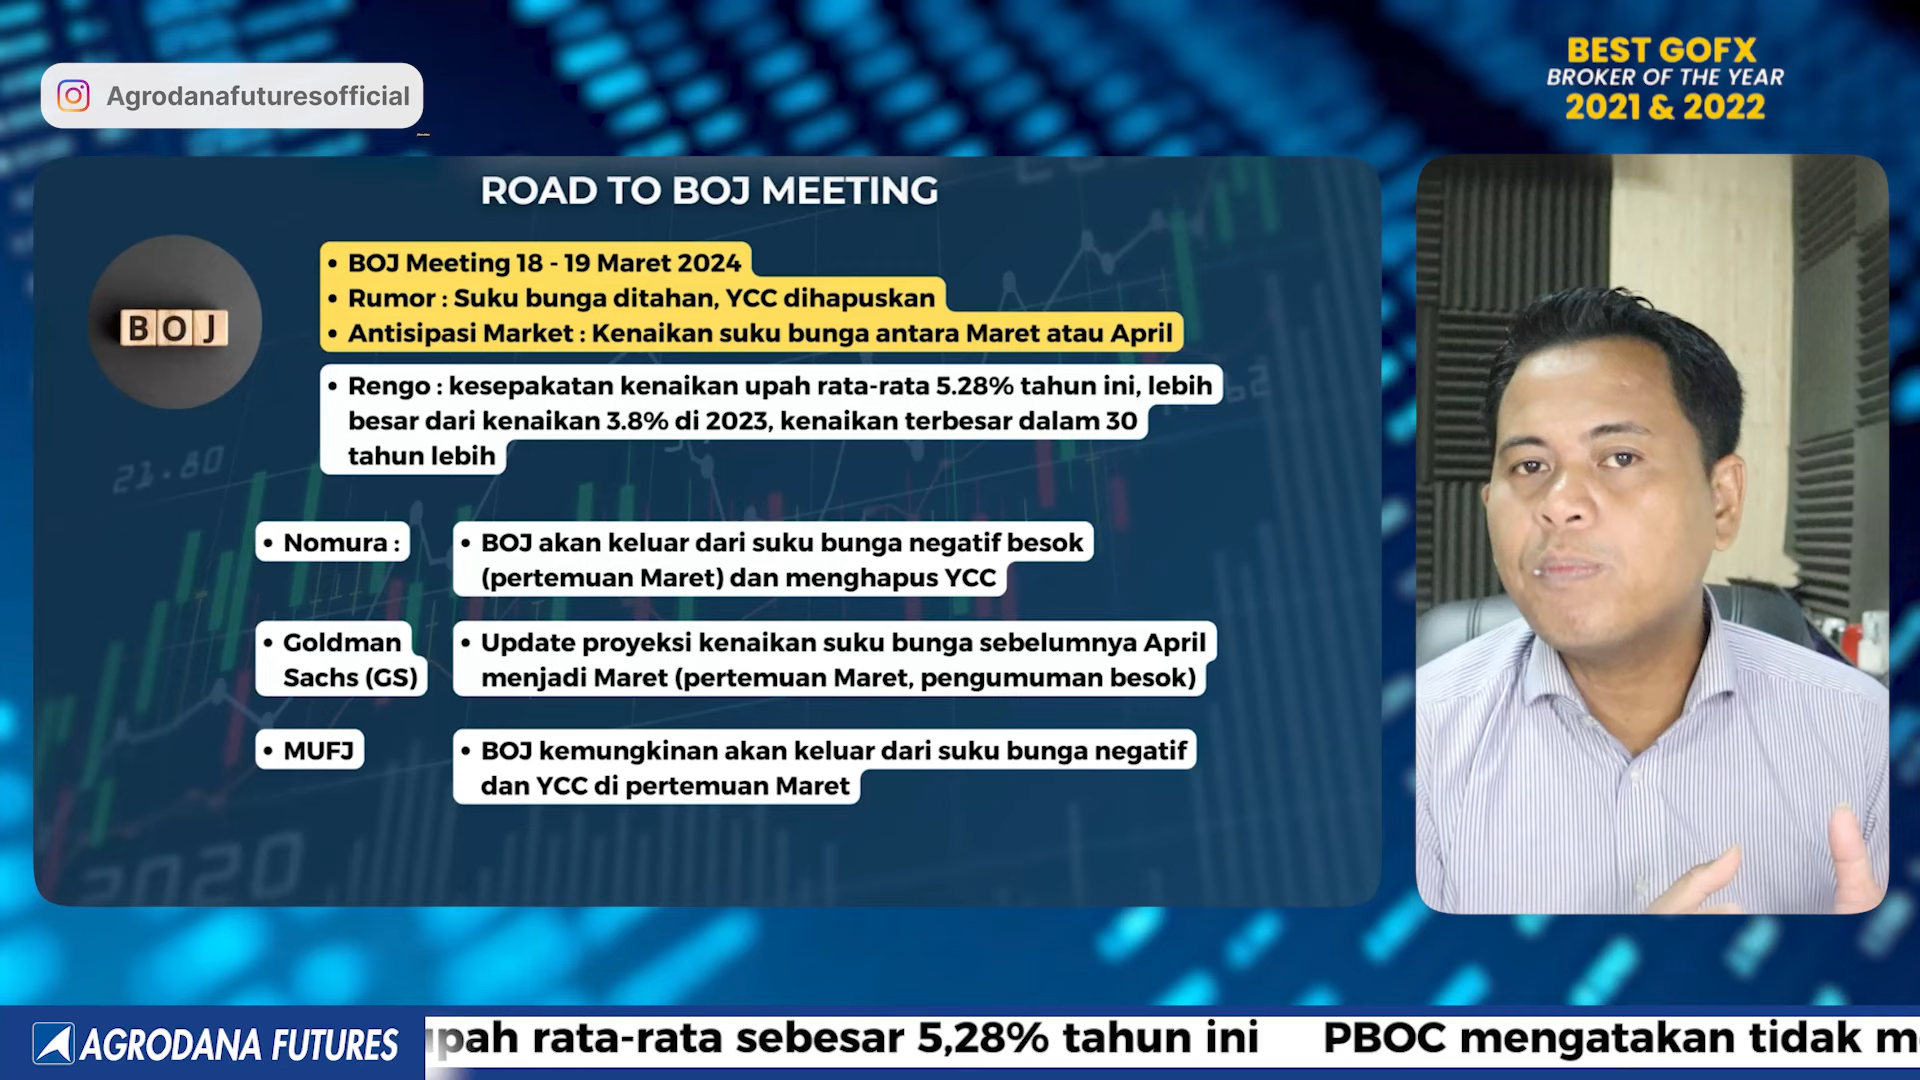 Agrodanafuturesofficial
BEST GOFX
BROKER OF THE YEAR
2021 & 2022
ROAD TO BOJ MEETING
BOJ
• BOJ Meeting 18 - 19 Maret 2024
• Rumor : Suku bunga ditahan, YCC dihapuskan
• Antisipasi Market : Kenaikan suku bunga antara Maret atau April
• Rengo : kesepakatan kenaikan upah rata-rata 5.28% tahun ini, lebih
besar dari kenaikan 3.8% di 2023, kenaikan terbesar dalam 30
tahun lebih
21.80
• Nomura :
• BOJ akan keluar dari suku bunga negatif besok
(pertemuan Maret) dan menghapus YCC
• Goldman
Sachs (GS)
• Update proyeksi kenaikan suku bunga sebelumnya April
menjadi Maret (pertemuan Maret, pengumuman besok)
• MUFJ
• BOJ kemungkinan akan keluar dari suku bunga negatif
dan YCC di pertemuan Maret
2020
AGRODANA FUTURES
upah rata-rata sebesar 5,28% tahun ini PBOC mengatakan tidak